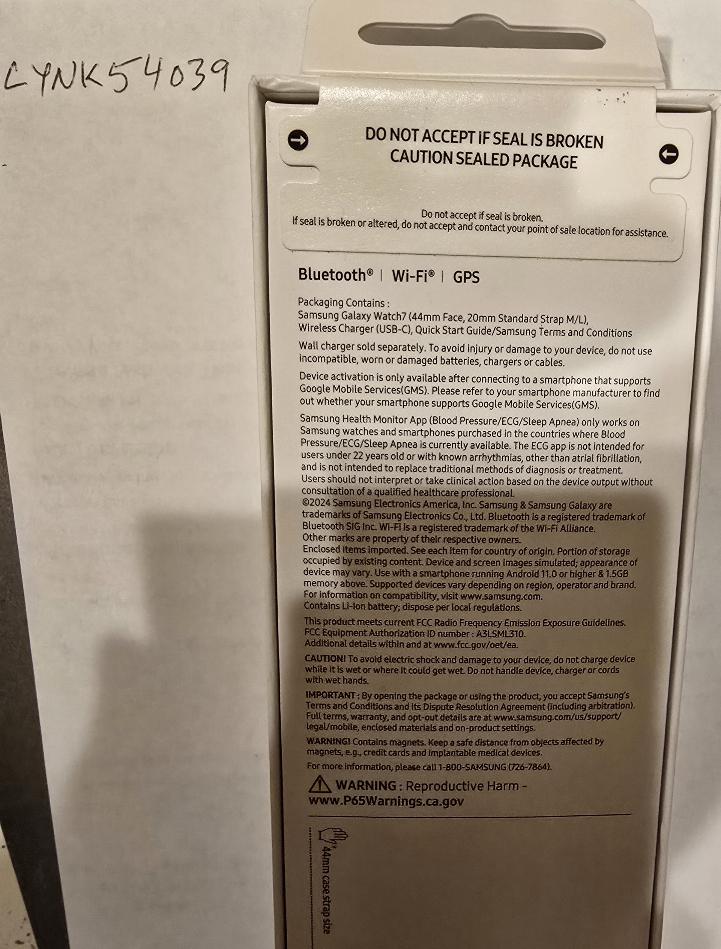 LYNK54039
DO NOT ACCEPT IF SEAL IS BROKEN
CAUTION SEALED PACKAGE
Do not accept if seal is broken.
If seal is broken or altered, do not accept and contact your point of sale location for assistance.
Bluetooth® | Wi-Fi® | GPS
Packaging Contains :
Samsung Galaxy Watch7 (44mm Face, 20mm Standard Strap M/L),
Wireless Charger (USB-C), Quick Start Guide/Samsung Terms and Conditions
Wall charger sold separately. To avoid injury or damage to your device, do not use
incompatible, worn or damaged batteries, chargers or cables.
Device activation is only available after connecting to a smartphone that supports
Google Mobile Services(GMS). Please refer to your smartphone manufacturer to find
out whether your smartphone supports Google Mobile Services(GMS).
Samsung Health Monitor App (Blood Pressure/ECG/Sleep Apnea) only works on
Samsung watches and smartphones purchased in the countries where Blood
Pressure/ECG/Sleep Apnea is currently available. The ECG app is not intended for
users under 22 years old or with known arrhythmias, other than atrial fibrillation,
and is not intended to replace traditional methods of diagnosis or treatment.
Users should not interpret or take clinical action based on the device output without
consultation of a qualified healthcare professional.
©2024 Samsung Electronics America, Inc. Samsung & Samsung Galaxy are
trademarks of Samsung Electronics Co., Ltd. Bluetooth is a registered trademark of
Bluetooth SIG Inc. Wi-Fi is a registered trademark of the Wi-Fi Alliance.
Other marks are property of their respective owners.
Enclosed items imported. See each item for country of origin. Portion of storage
occupied by existing content. Device and screen images simulated; appearance of
device may vary. Use with a smartphone running Android 11.0 or higher & 1.5GB
memory above. Supported devices vary depending on region, operator and brand.
For information on compatibility, visit www.samsung.com.
Contains Li-Ion battery; dispose per local regulations.
This product meets current FCC Radio Frequency Emission Exposure Guidelines.
FCC Equipment Authorization ID number : A3LSML310.
Additional details within and at www.fcc.gov/oet/ea.
CAUTION! To avoid electric shock and damage to your device, do not charge device
while it is wet or where it could get wet. Do not handle device, charger or cords
with wet hands.
IMPORTANT : By opening the package or using the product, you accept Samsung's
Terms and Conditions and its Dispute Resolution Agreement (including arbitration).
Full terms, warranty, and opt-out details are at www.samsung.com/us/support/
legal/mobile, enclosed materials and on-product settings.
WARNING! Contains magnets. Keep a safe distance from objects affected by
magnets, e.g., credit cards and implantable medical devices.
For more information, please call 1-800-SAMSUNG (726-7864).
WARNING : Reproductive Harm -
www.P65Warnings.ca.gov
44mm case strap size